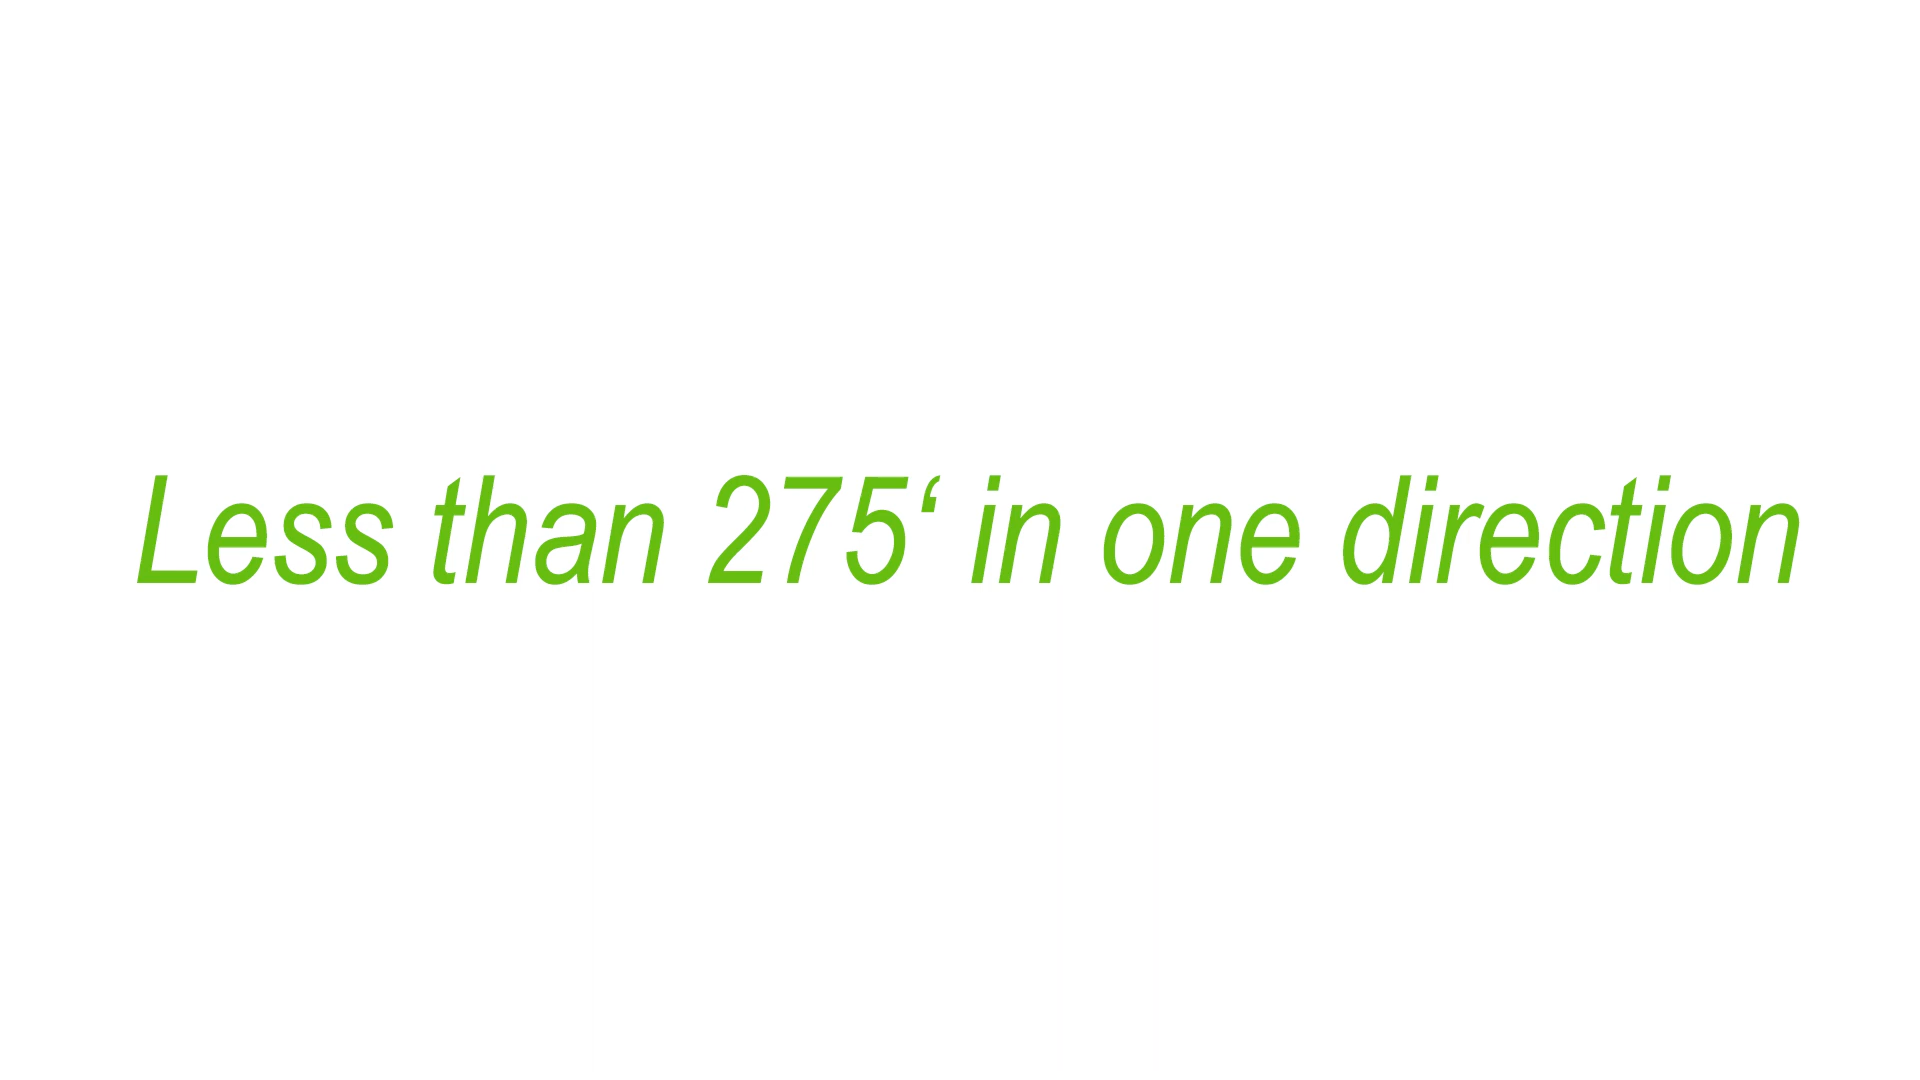 Less than 275‘ in one direction